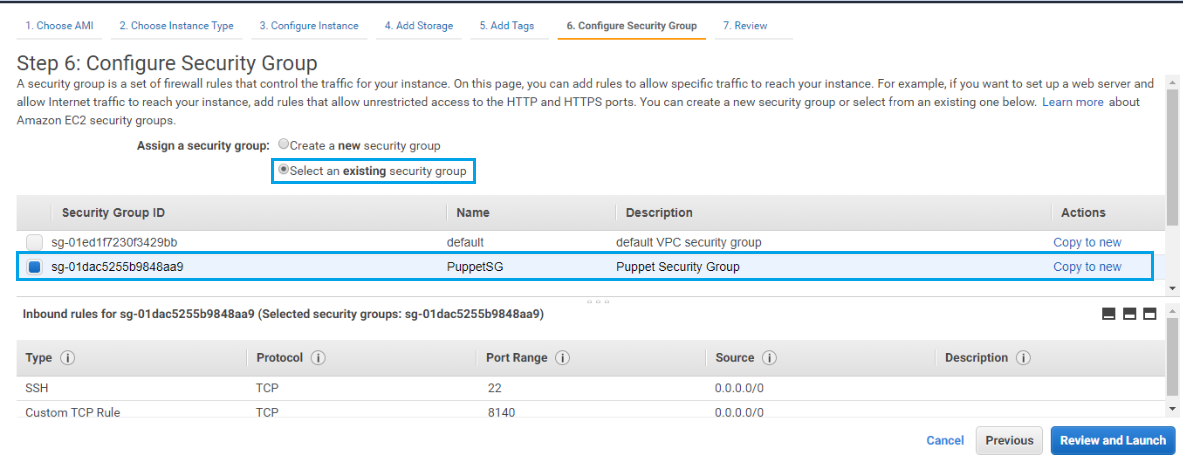 1. Choose AMI 2. Choose Instance Type 3. Configure Instance 4. Add Storage 5. Add Tags 6. Configure Security Group 7. Review
Step 6: Configure Security Group
A security group is a set of firewall rules that control the traffic for your instance. On this page, you can add rules to allow specific traffic to reach your instance. For example, if you want to set up a web server and
allow Internet traffic to reach your instance, add rules that allow unrestricted access to the HTTP and HTTPS ports. You can create a new security group or select from an existing one below. Learn more about
Amazon EC2 security groups.
Assign a security group: Create a new security group
Select an existing security group
Security Group ID Name Description Actions
sg-01ed1f7230f3429bb default default VPC security group Copy to new
sg-01dac5255b9848aa9 PuppetSG Puppet Security Group Copy to new
Inbound rules for sg-01dac5255b9848aa9 (Selected security groups: sg-01dac5255b9848aa9)
Type i Protocol i Port Range i Source i Description i
SSH TCP 22 0.0.0.0/0
Custom TCP Rule TCP 8140 0.0.0.0/0
Cancel Previous Review and Launch